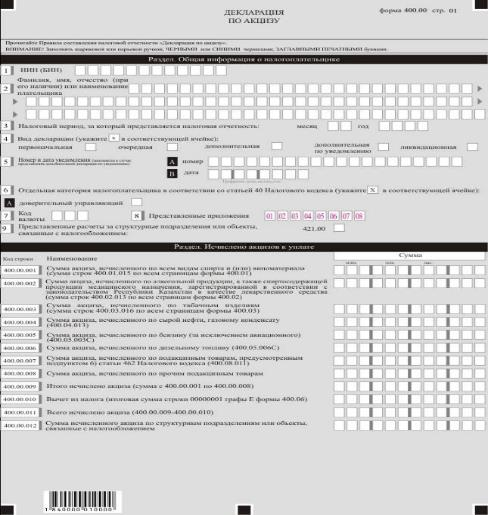 ДЕКЛАРАЦИЯ
ПО АКЦИЗУ
форма 400.00 стр. 01
Прочитайте Правила составления налоговой отчетности «Декларация по акцизу».
ВНИМАНИЕ! Заполнять шариковой или перьевой ручкой, ЧЕРНЫМИ или СИНИМИ чернилами, ЗАГЛАВНЫМИ ПЕЧАТНЫМИ буквами.
Раздел. Общая информация о налогоплательщике
1 ИИН (БИН)
2 Фамилия, имя, отчество (при
его наличии) или наименование
налогоплательщика
3 Налоговый период, за который представляется налоговая отчетность: месяц год
4 Вид декларации (укажите в соответствующей ячейке):
первоначальная очередная дополнительная дополнительная
по уведомлению ликвидационная
5 Номер и дата уведомления
A номер
B дата
6 Отдельная категория налогоплательщика в соответствии со статьей 40 Налогового кодекса (укажите X в соответствующей ячейке):
A доверительный управляющий
7 Код
валюты
8 Представленные приложения 01 02 03 04 05 06 07 08
9 Представленные расчеты за структурные подразделения или объекты,
связанные с налогообложением: 421.00
Раздел. Исчислено акцизов к уплате
Код строки Наименование Сумма
400.00.001 Сумма акциза, исчисленного по всем видам спирта и (или) виноматериала
(сумма строк 400.01.015 по всем страницам формы 400.01)
400.00.002 Сумма акциза, исчисленного по алкогольной продукции, а также спиртосодержащей
продукции медицинского назначения, зарегистрированной в соответствии с
законодательством Республики Казахстан в качестве лекарственного средства
(сумма строк 400.02.013 по всем страницам формы 400.02)
400.00.003 Сумма акциза, исчисленного по табачным изделиям
(сумма строк 400.03.016 по всем страницам формы 400.03)
400.00.004 Сумма акциза, исчисленного по сырой нефти, газовому конденсату
(400.04.013)
400.00.005 Сумма акциза, исчисленного по бензину (за исключением авиационного)
(400.05.003C)
400.00.006 Сумма акциза, исчисленного по дизельному топливу (400.05.006C)
400.00.007 Сумма акциза, исчисленного по подакцизным товарам, предусмотренным
подпунктом 6) статьи 462 Налогового кодекса (400.08.011)
400.00.008 Сумма акциза, исчисленного по прочим подакцизным товарам
400.00.009 Итого исчислено акциза (сумма с 400.00.001 по 400.00.008)
400.00.010 Вычет из налога (итоговая сумма строки 00000001 графы E формы 400.06)
400.00.011 Всего исчислено акциза (400.00.009-400.00.010)
400.00.012 Сумма исчисленного акциза по структурным подразделениям или объекты,
связанные с налогообложением